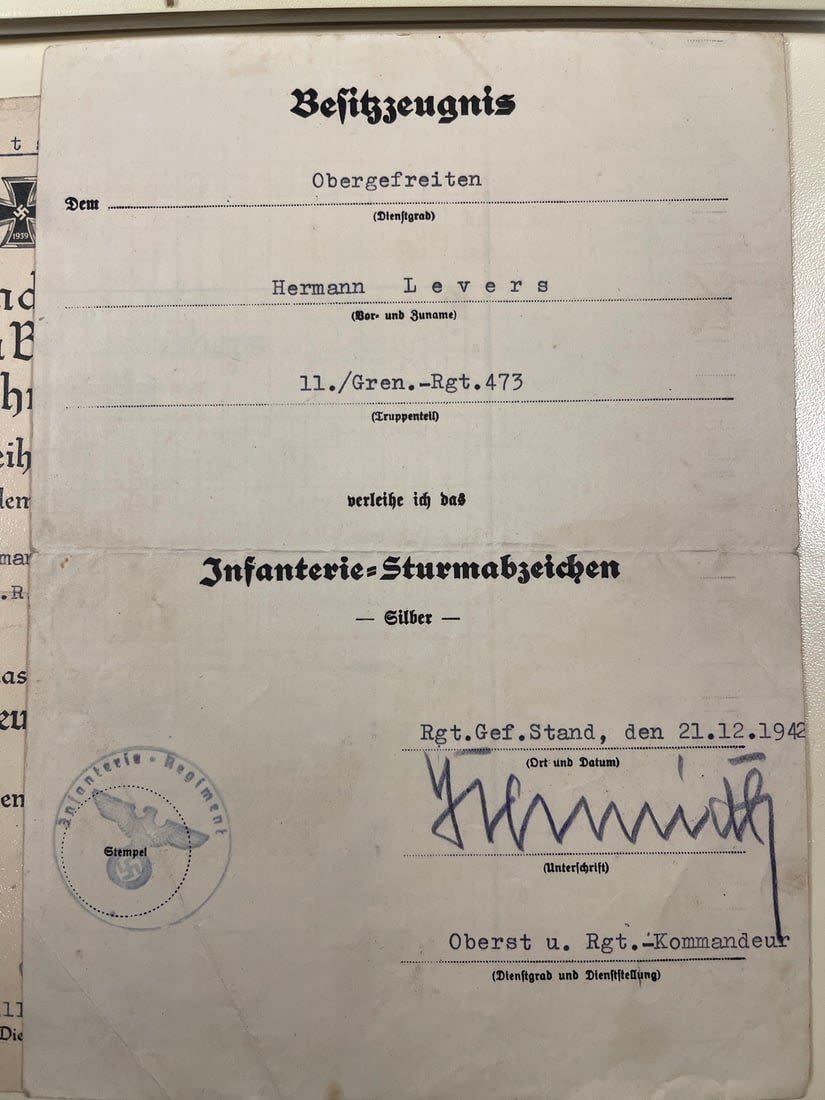 Besitzzeugnis
Obergefreiten
Dem
(Dienstgrad)
Hermann L e v e r s
(Vor- und Zuname)
11./Gren.-Rgt.473
(Truppenteil)
verleihe ich das
Infanterie-Sturmabzeichen
— Silber —
Rgt.Gef.Stand, den 21.12.1942
(Ort und Datum)
(Unterschrift)
Oberst u. Rgt.-Kommandeur
(Dienstgrad und Dienststellung)
Infanterie-Regiment
Stempel
1939